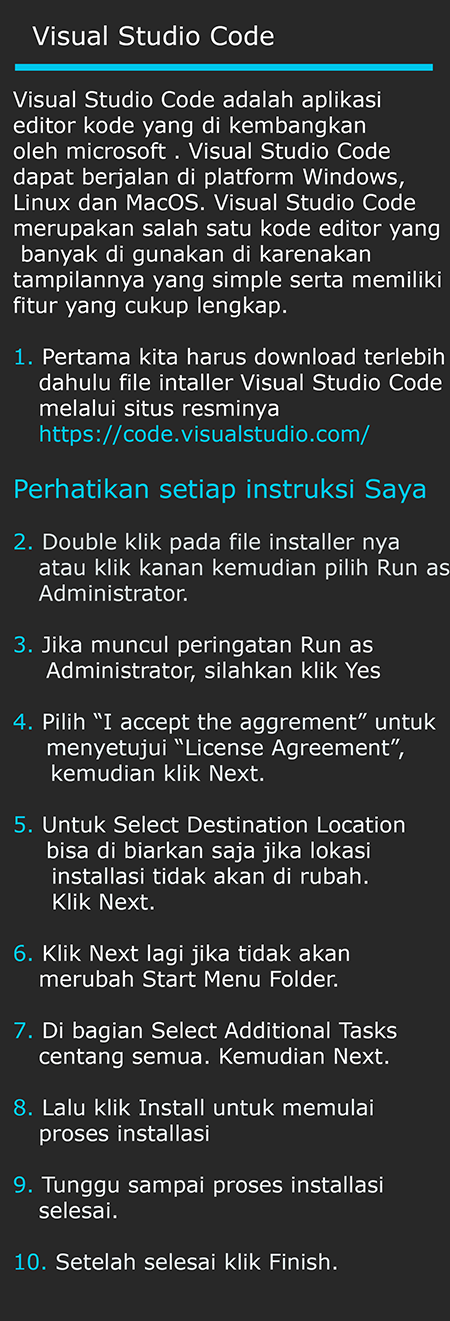 Visual Studio Code
Visual Studio Code adalah aplikasi
editor kode yang di kembangkan
oleh microsoft . Visual Studio Code
dapat berjalan di platform Windows,
Linux dan MacOS. Visual Studio Code
merupakan salah satu kode editor yang
banyak di gunakan di karenakan
tampilannya yang simple serta memiliki
fitur yang cukup lengkap.
1. Pertama kita harus download terlebih
dahulu file intaller Visual Studio Code
melalui situs resminya
https://code.visualstudio.com/
Perhatikan setiap instruksi Saya
2. Double klik pada file installer nya
atau klik kanan kemudian pilih Run as
Administrator.
3. Jika muncul peringatan Run as
Administrator, silahkan klik Yes
4. Pilih “I accept the aggrement” untuk
menyetujui “License Agreement”,
kemudian klik Next.
5. Untuk Select Destination Location
bisa di biarkan saja jika lokasi
installasi tidak akan di rubah.
Klik Next.
6. Klik Next lagi jika tidak akan
merubah Start Menu Folder.
7. Di bagian Select Additional Tasks
centang semua. Kemudian Next.
8. Lalu klik Install untuk memulai
proses installasi
9. Tunggu sampai proses installasi
selesai.
10. Setelah selesai klik Finish.